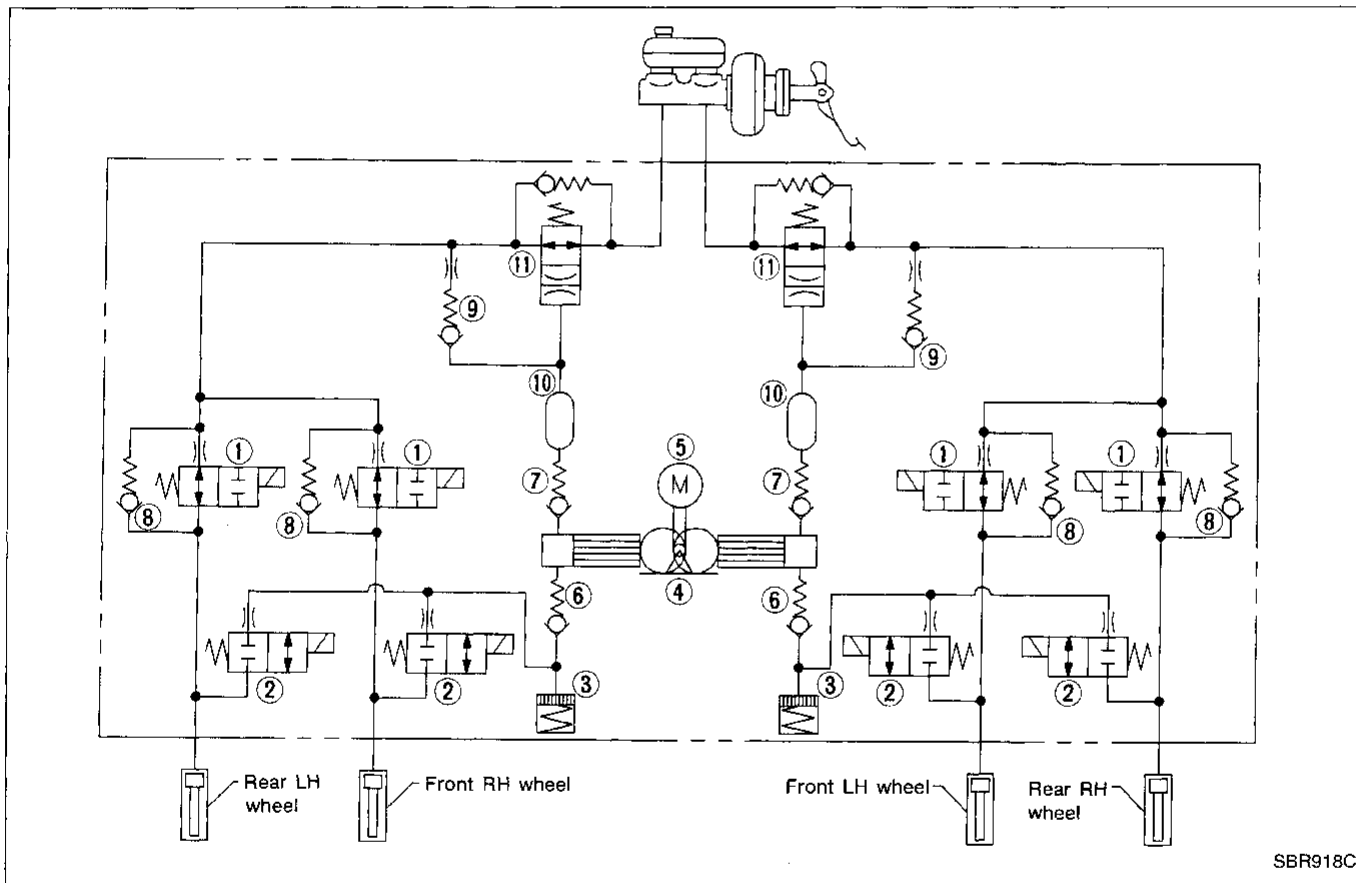 ⑪ ⑪
⑨ ⑨
⑩ ⑩
① ① ⑤ ① ①
M
⑦ ⑦
⑧ ⑧ ⑧ ⑧
④
⑥ ⑥
② ② ③ ③ ② ②
Rear LH
wheel
Front RH wheel
Front LH wheel
Rear RH
wheel
SBR918C